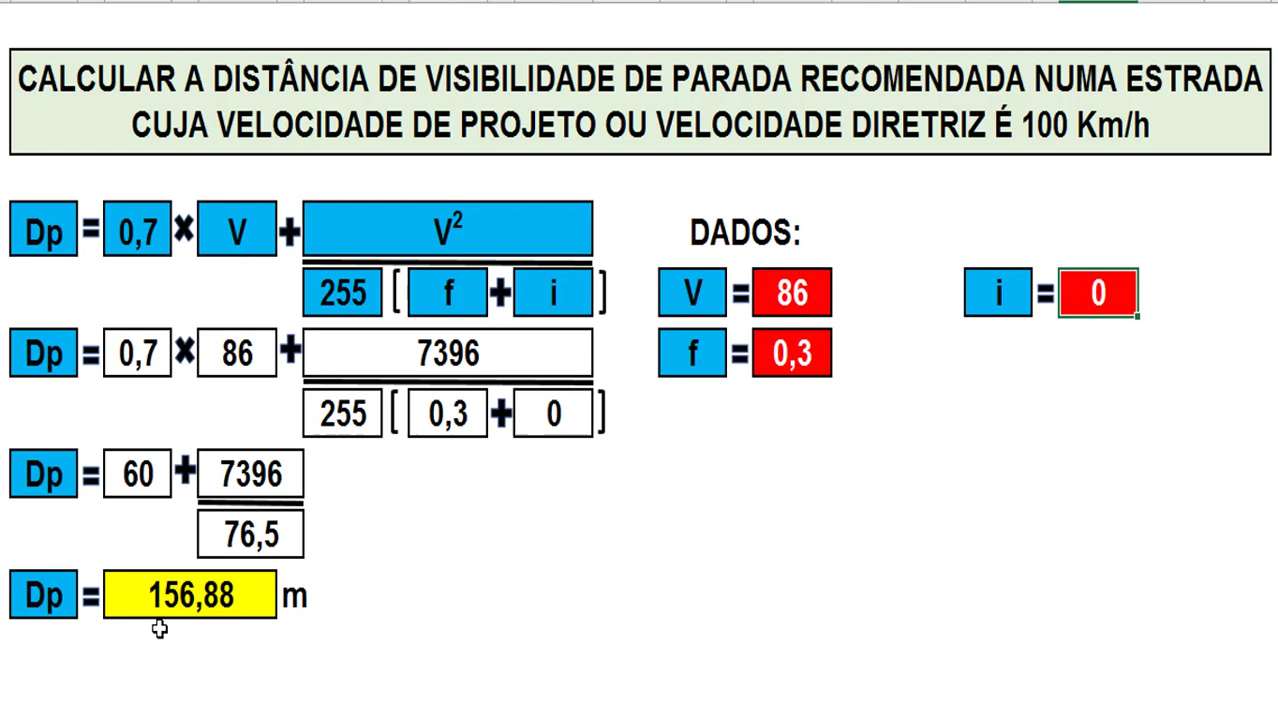 CALCULAR A DISTÂNCIA DE VISIBILIDADE DE PARADA RECOMENDADA NUMA ESTRADA
CUJA VELOCIDADE DE PROJETO OU VELOCIDADE DIRETRIZ É 100 Km/h
Dp = 0,7 × V + V²
255 [ f + i ]
DADOS:
V = 86
i = 0
Dp = 0,7 × 86 + 7396
255 [ 0,3 + 0 ]
f = 0,3
Dp = 60 + 7396
76,5
Dp = 156,88 m